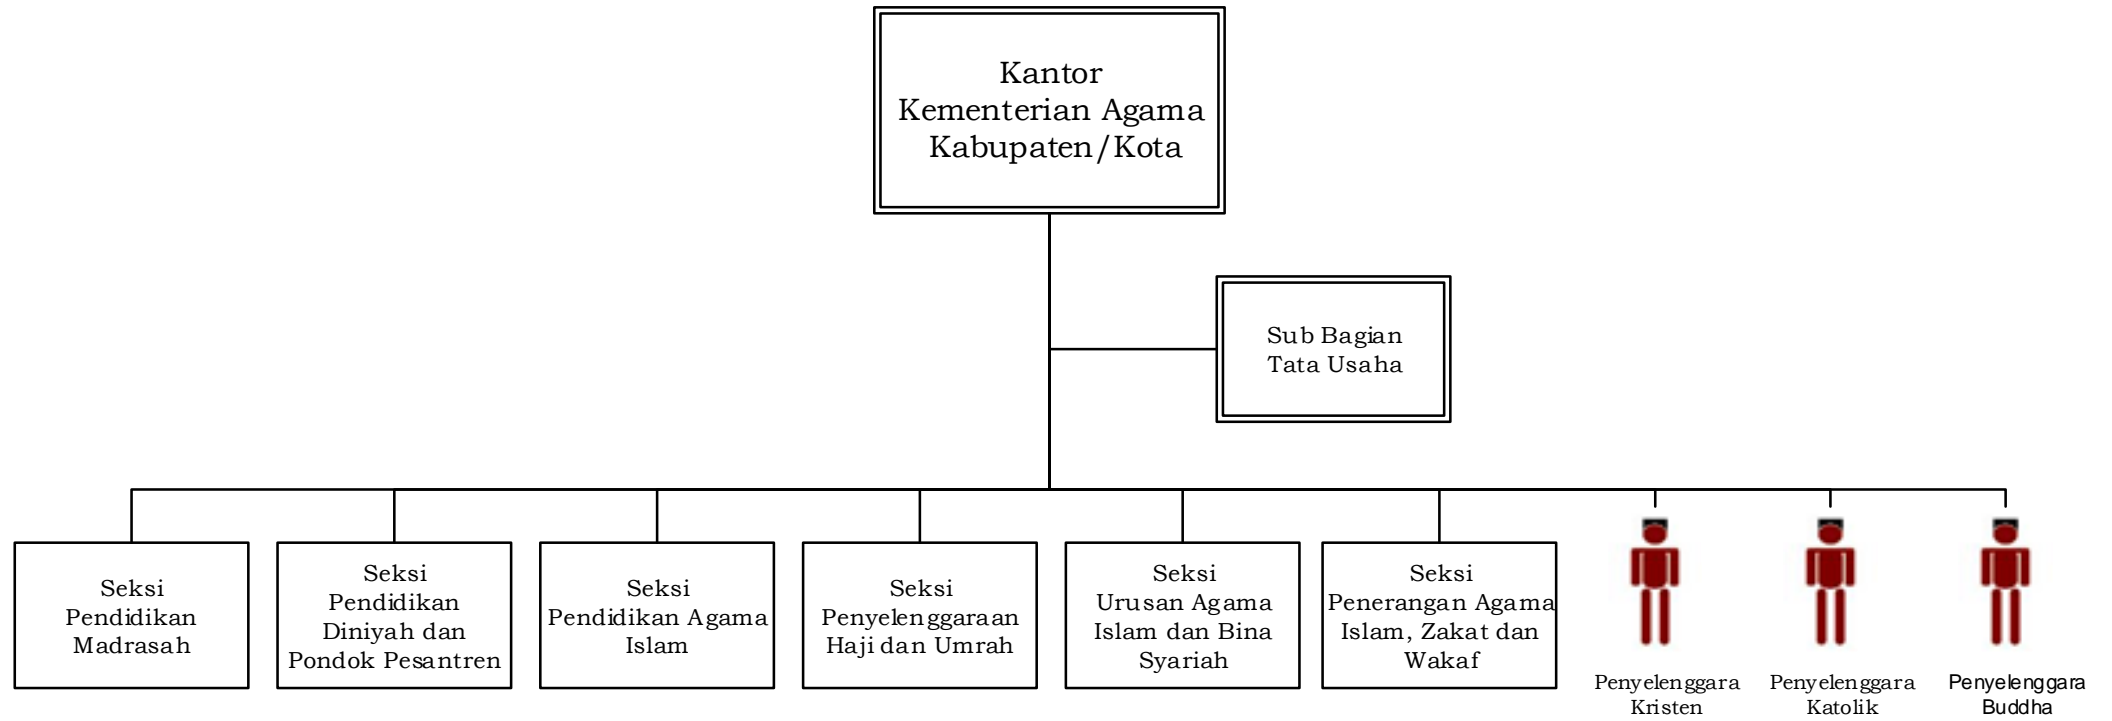 Kantor
Kementerian Agama
Kabupaten/Kota
Sub Bagian
Tata Usaha
Seksi
Pendidikan
Madrasah
Seksi
Pendidikan
Diniyah dan
Pondok Pesantren
Seksi
Pendidikan Agama
Islam
Seksi
Penyelenggaraan
Haji dan Umrah
Seksi
Urusan Agama
Islam dan Bina
Syariah
Seksi
Penerangan Agama
Islam, Zakat dan
Wakaf
Penyelenggara
Kristen
Penyelenggara
Katolik
Penyelenggara
Buddha